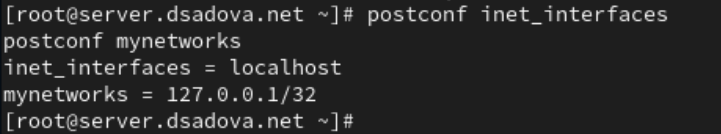 [root@server.dsadova.net ~]# postconf inet_interfaces
postconf mynetworks
inet_interfaces = localhost
mynetworks = 127.0.0.1/32
[root@server.dsadova.net ~]#